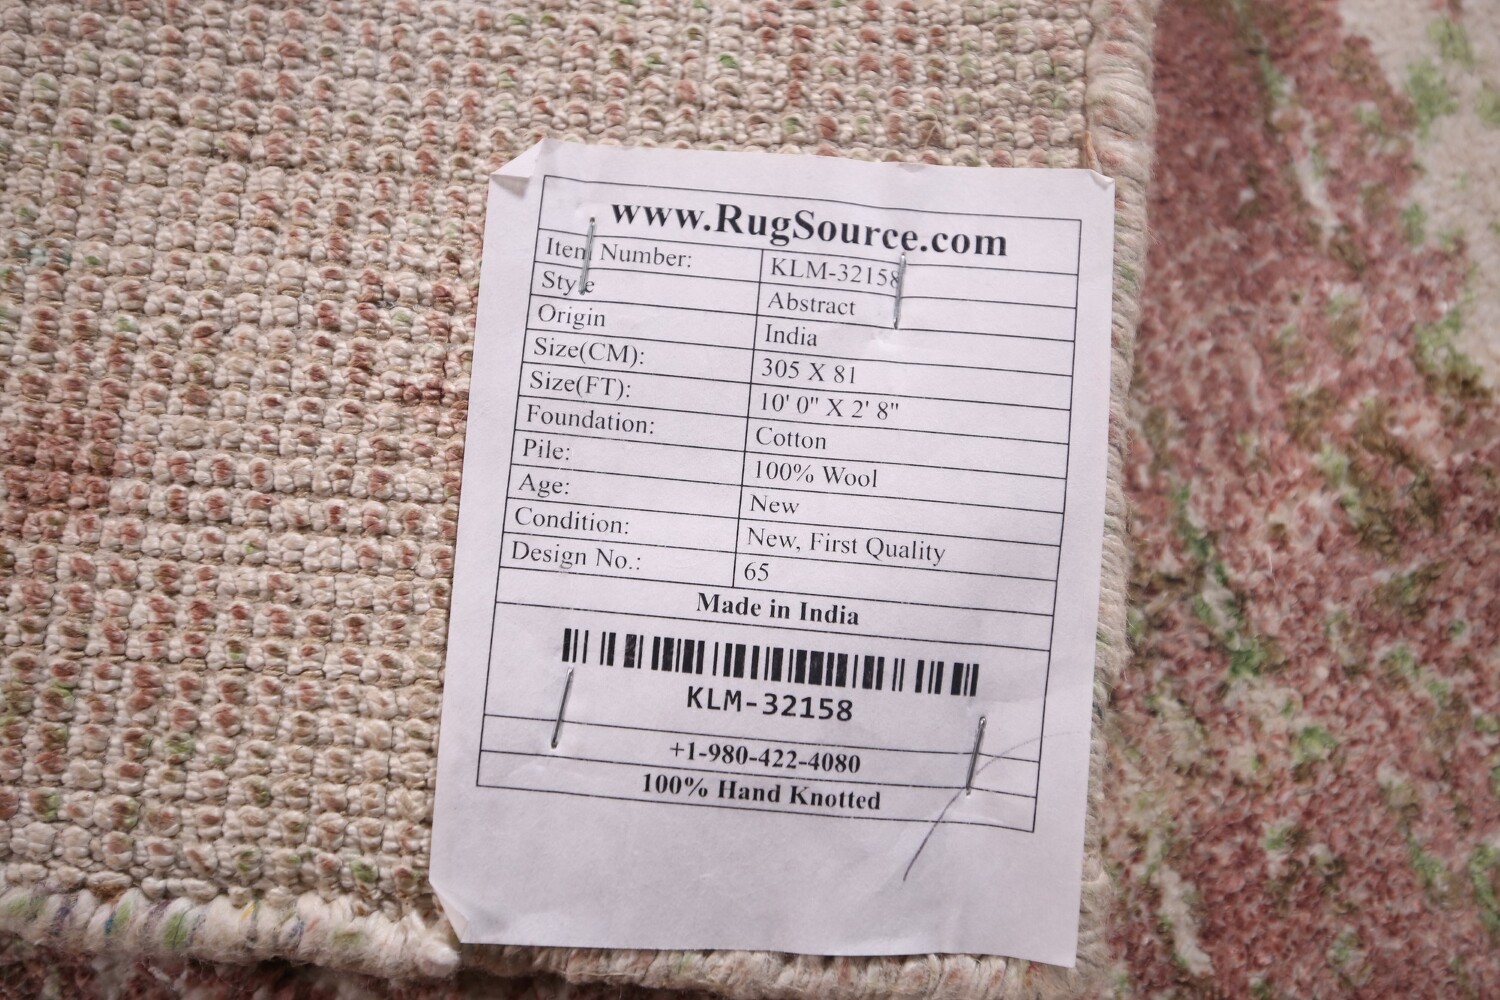 www.RugSource.com
Item Number: KLM-32158
Style Abstract
Origin India
Size(CM): 305 X 81
Size(FT): 10' 0" X 2' 8"
Foundation: Cotton
Pile: 100% Wool
Age: New
Condition: New, First Quality
Design No.: 65
Made in India
KLM-32158
+1-980-422-4080
100% Hand Knotted